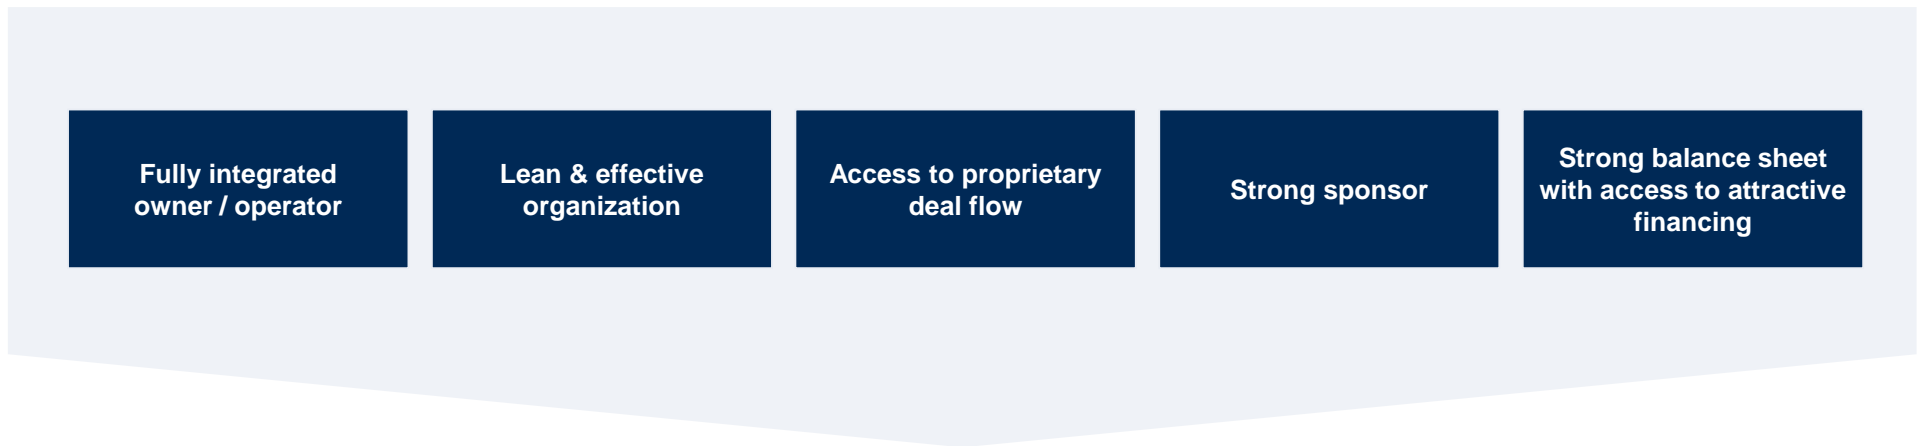 Fully integrated
owner / operator
Lean & effective
organization
Access to proprietary
deal flow
Strong sponsor
Strong balance sheet
with access to attractive
financing